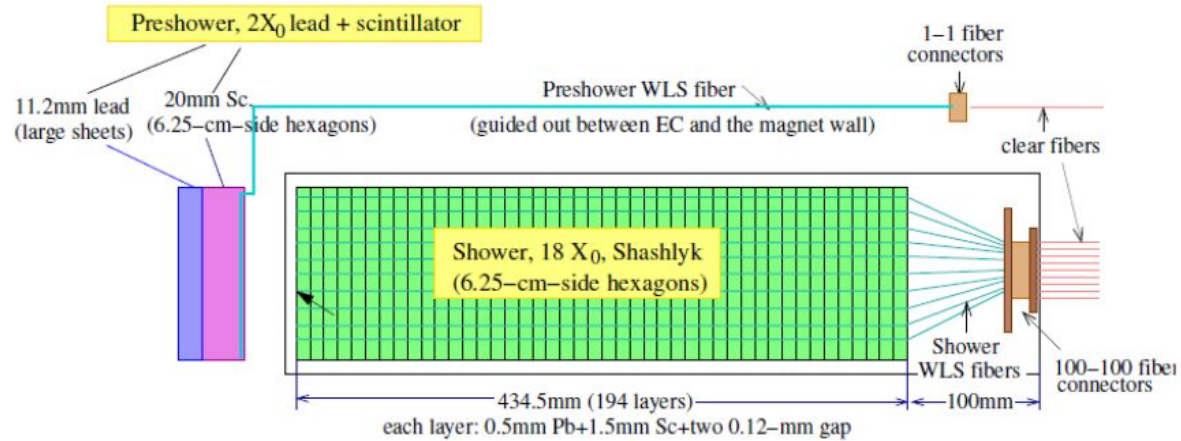 Preshower, 2X₀ lead + scintillator
1–1 fiber
connectors
11.2mm lead
(large sheets)
20mm Sc.
(6.25–cm–side hexagons)
Preshower WLS fiber
(guided out between EC and the magnet wall)
clear fibers
Shower, 18 X₀, Shashlyk
(6.25–cm–side hexagons)
Shower
WLS fibers
100–100 fiber
connectors
434.5mm (194 layers)
100mm
each layer: 0.5mm Pb+1.5mm Sc+two 0.12–mm gap